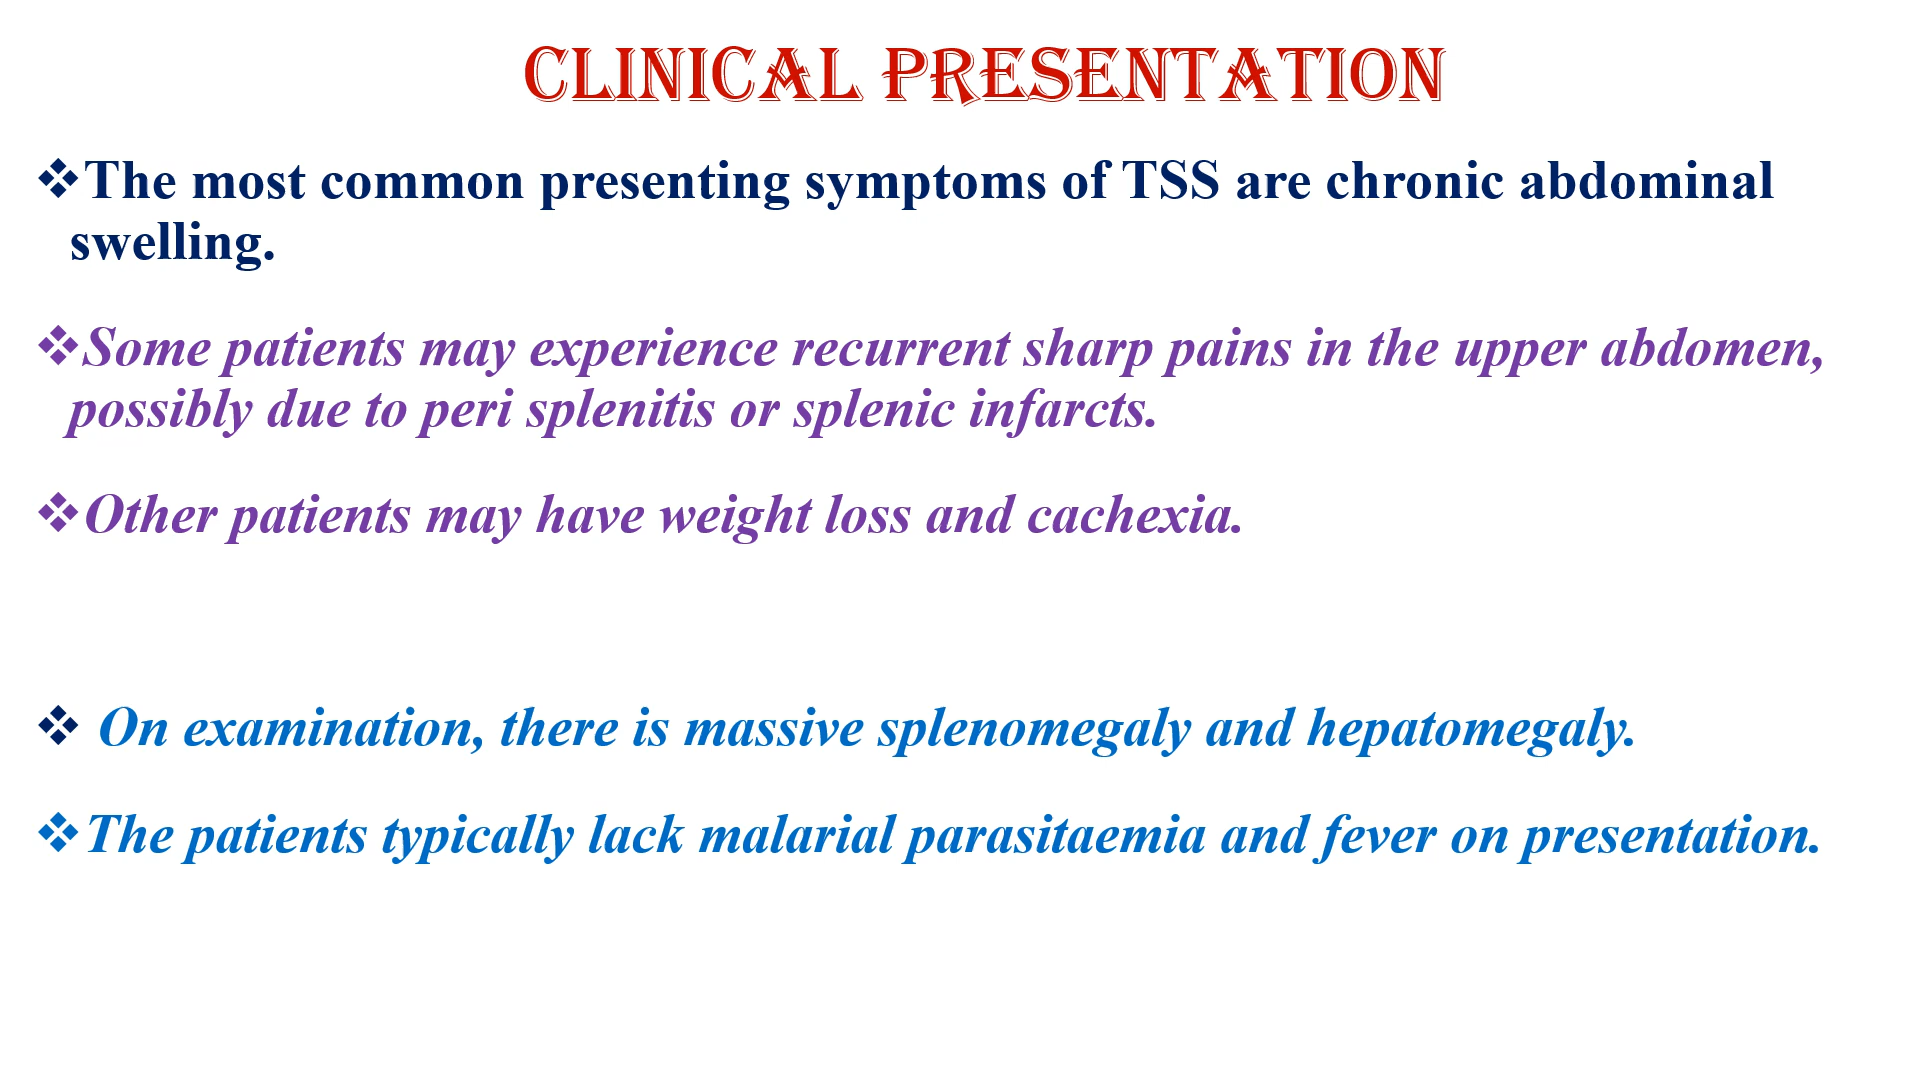 CLINICAL PRESENTATION
❖The most common presenting symptoms of TSS are chronic abdominal
swelling.
❖Some patients may experience recurrent sharp pains in the upper abdomen,
possibly due to peri splenitis or splenic infarcts.
❖Other patients may have weight loss and cachexia.
❖ On examination, there is massive splenomegaly and hepatomegaly.
❖The patients typically lack malarial parasitaemia and fever on presentation.